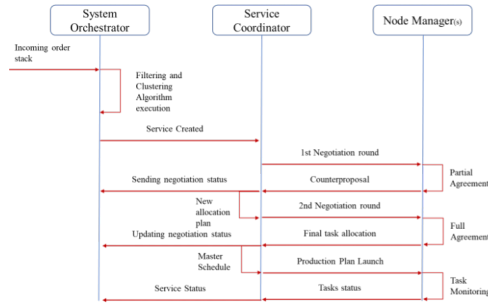 System
Orchestrator
Service
Coordinator
Node Manager(s)
Incoming order
stack
Filtering and
Clustering
Algorithm
execution
Service Created
1st Negotiation round
Partial
Agreement
Sending negotiation status
Counterproposal
New
allocation
plan
2nd Negotiation round
Full
Agreement
Updating negotiation status
Final task allocation
Master
Schedule
Production Plan Launch
Task
Monitoring
Service Status
Tasks status